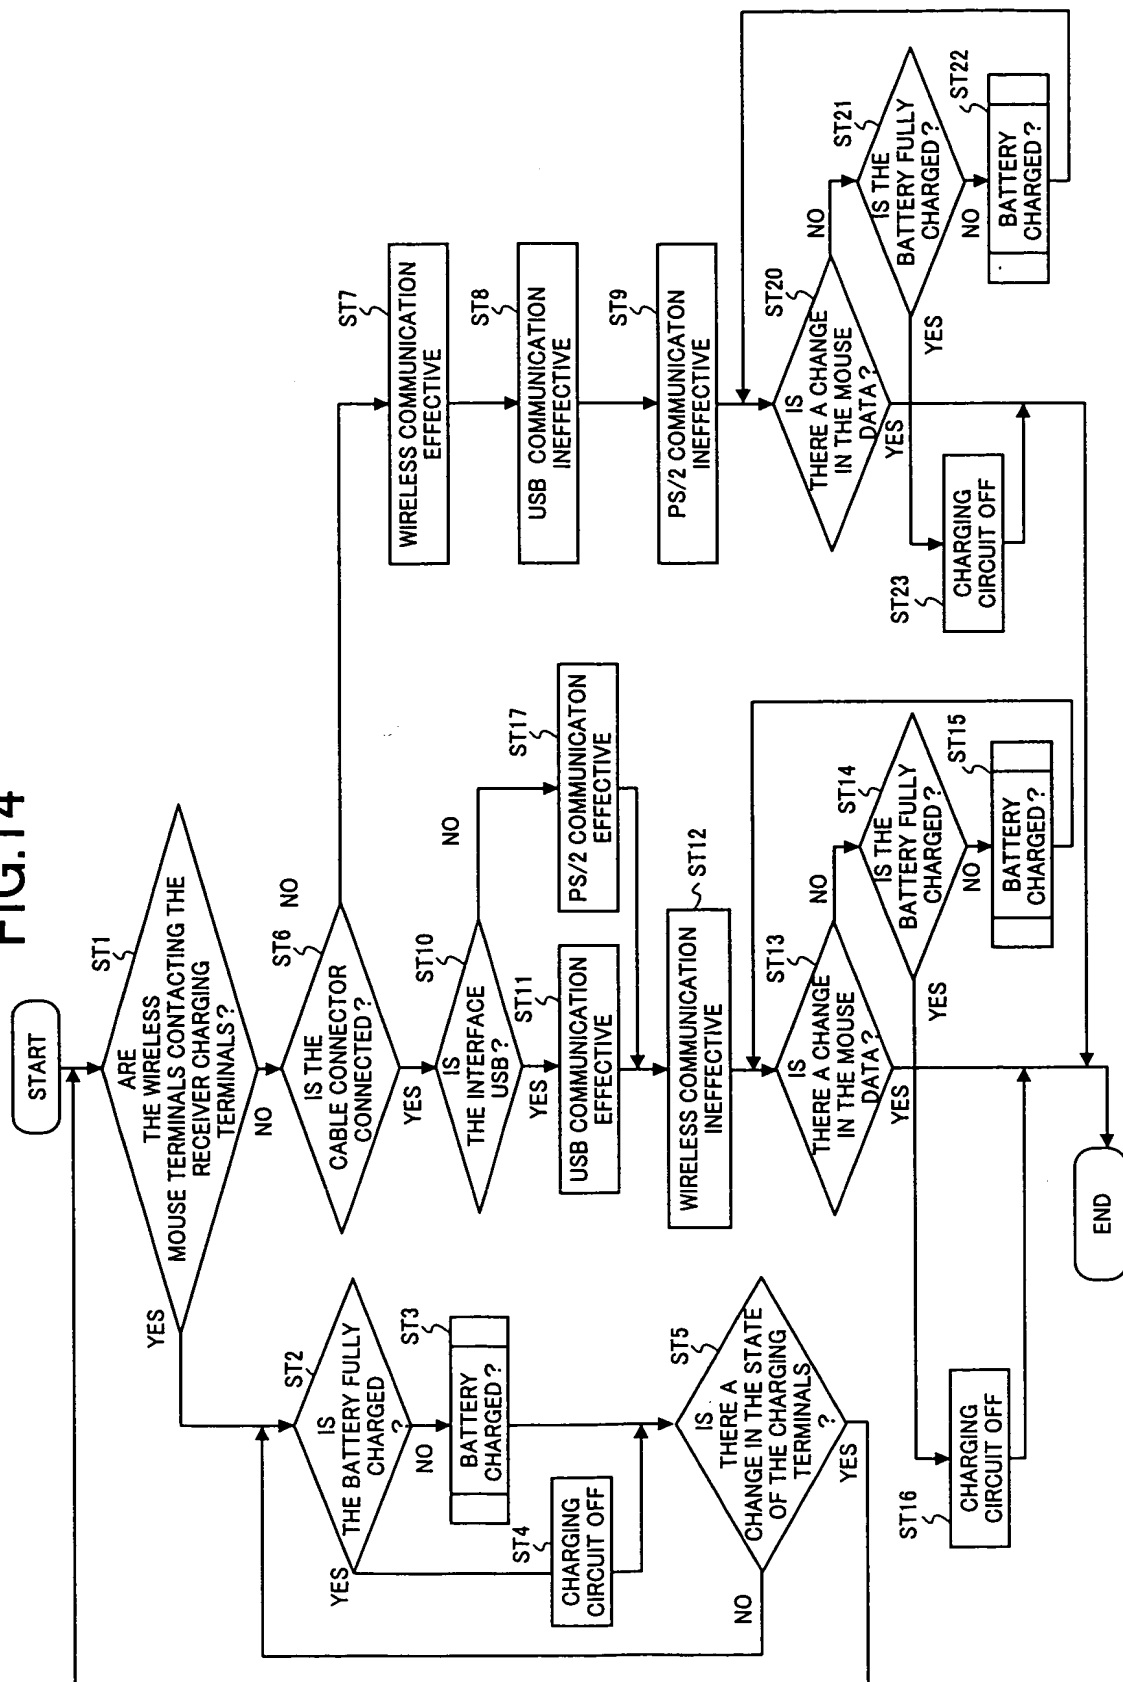 FIG.14
START
ST1
ARE
THE WIRELESS
MOUSE TERMINALS CONTACTING THE
RECEIVER CHARGING
TERMINALS?
YES
NO
ST2
IS
THE BATTERY FULLY
CHARGED
?
YES
NO
ST3
BATTERY
CHARGED?
ST4
CHARGING
CIRCUIT OFF
ST5
IS
THERE A
CHANGE IN THE STATE
OF THE CHARGING
TERMINALS
?
NO
YES
ST6
IS THE
CABLE CONNECTOR
CONNECTED?
NO
YES
ST10
IS
THE INTERFACE
USB?
NO
YES
ST11
USB COMMUNICATION
EFFECTIVE
ST17
PS/2 COMMUNICATON
EFFECTIVE
ST12
WIRELESS COMMUNICATION
INEFFECTIVE
ST13
IS
THERE A CHANGE
IN THE MOUSE
DATA?
NO
YES
ST14
IS THE
BATTERY FULLY
CHARGED?
YES
NO
ST15
BATTERY
CHARGED?
ST16
CHARGING
CIRCUIT OFF
ST7
WIRELESS COMMUNICATION
EFFECTIVE
ST8
USB COMMUNICATION
INEFFECTIVE
ST9
PS/2 COMMUNICATON
INEFFECTIVE
ST20
IS
THERE A CHANGE
IN THE MOUSE
DATA?
NO
YES
ST21
IS THE
BATTERY FULLY
CHARGED?
YES
NO
ST22
BATTERY
CHARGED?
ST23
CHARGING
CIRCUIT OFF
END